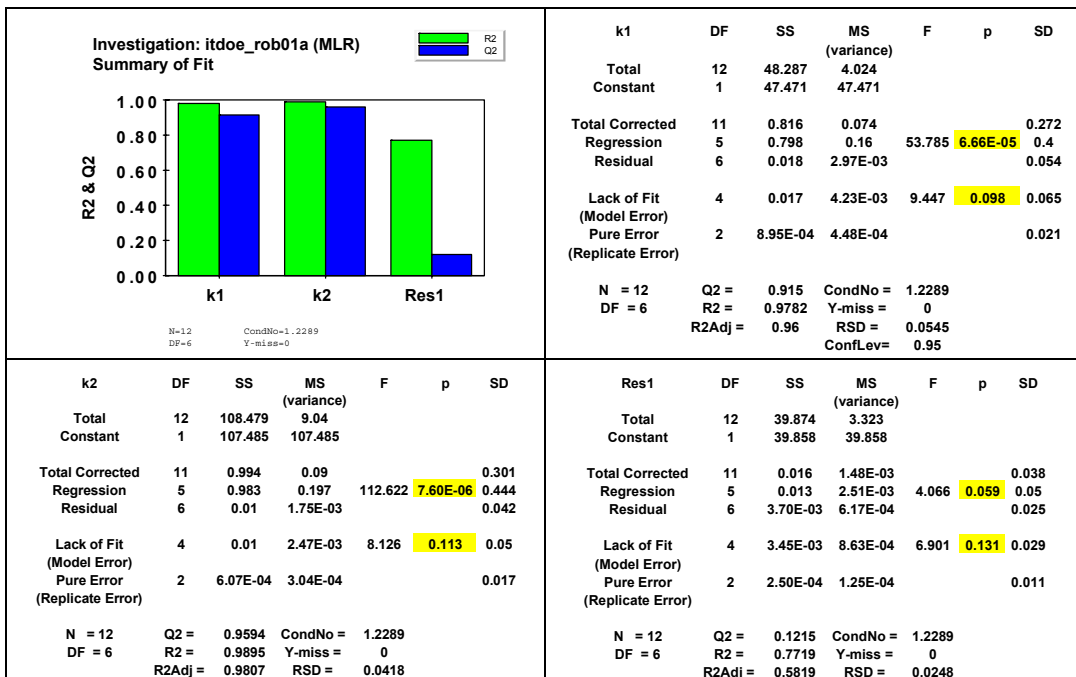 Investigation: itdoe_rob01a (MLR)
Summary of Fit
R2
Q2
1.00
0.80
0.60
0.40
0.20
0.00
R2 & Q2
k1 k2 Res1
N=12 CondNo=1.2289
DF=6 Y-miss=0
k1 DF SS MS F p SD
(variance)
Total 12 48.287 4.024
Constant 1 47.471 47.471
Total Corrected 11 0.816 0.074 0.272
Regression 5 0.798 0.16 53.785 6.66E-05 0.4
Residual 6 0.018 2.97E-03 0.054
Lack of Fit 4 0.017 4.23E-03 9.447 0.098 0.065
(Model Error)
Pure Error 2 8.95E-04 4.48E-04 0.021
(Replicate Error)
N = 12 Q2 = 0.915 CondNo = 1.2289
DF = 6 R2 = 0.9782 Y-miss = 0
R2Adj = 0.96 RSD = 0.0545
ConfLev= 0.95
k2 DF SS MS F p SD
(variance)
Total 12 108.479 9.04
Constant 1 107.485 107.485
Total Corrected 11 0.994 0.09 0.301
Regression 5 0.983 0.197 112.622 7.60E-06 0.444
Residual 6 0.01 1.75E-03 0.042
Lack of Fit 4 0.01 2.47E-03 8.126 0.113 0.05
(Model Error)
Pure Error 2 6.07E-04 3.04E-04 0.017
(Replicate Error)
N = 12 Q2 = 0.9594 CondNo = 1.2289
DF = 6 R2 = 0.9895 Y-miss = 0
R2Adj = 0.9807 RSD = 0.0418
Res1 DF SS MS F p SD
(variance)
Total 12 39.874 3.323
Constant 1 39.858 39.858
Total Corrected 11 0.016 1.48E-03 0.038
Regression 5 0.013 2.51E-03 4.066 0.059 0.05
Residual 6 3.70E-03 6.17E-04 0.025
Lack of Fit 4 3.45E-03 8.63E-04 6.901 0.131 0.029
(Model Error)
Pure Error 2 2.50E-04 1.25E-04 0.011
(Replicate Error)
N = 12 Q2 = 0.1215 CondNo = 1.2289
DF = 6 R2 = 0.7719 Y-miss = 0
R2Adj = 0.5819 RSD = 0.0248